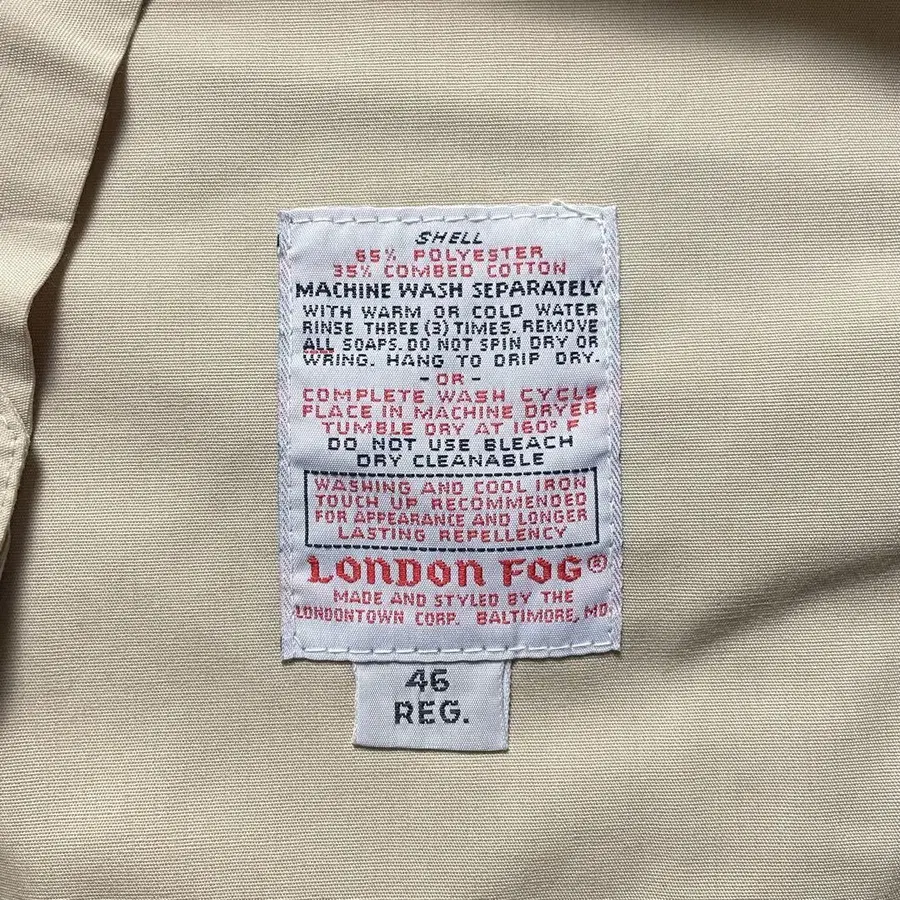 SHELL
65% POLYESTER
35% COMBED COTTON
MACHINE WASH SEPARATELY
WITH WARM OR COLD WATER
RINSE THREE (3) TIMES. REMOVE
ALL SOAPS. DO NOT SPIN DRY OR
WRING. HANG TO DRIP DRY.
- OR -
COMPLETE WASH CYCLE
PLACE IN MACHINE DRYER
TUMBLE DRY AT 160° F
DO NOT USE BLEACH
DRY CLEANABLE
WASHING AND COOL IRON
TOUCH UP RECOMMENDED
FOR APPEARANCE AND LONGER
LASTING REPELLENCY
LONDON FOG®
MADE AND STYLED BY THE
LONDONTOWN CORP. BALTIMORE, MD.
46
REG.